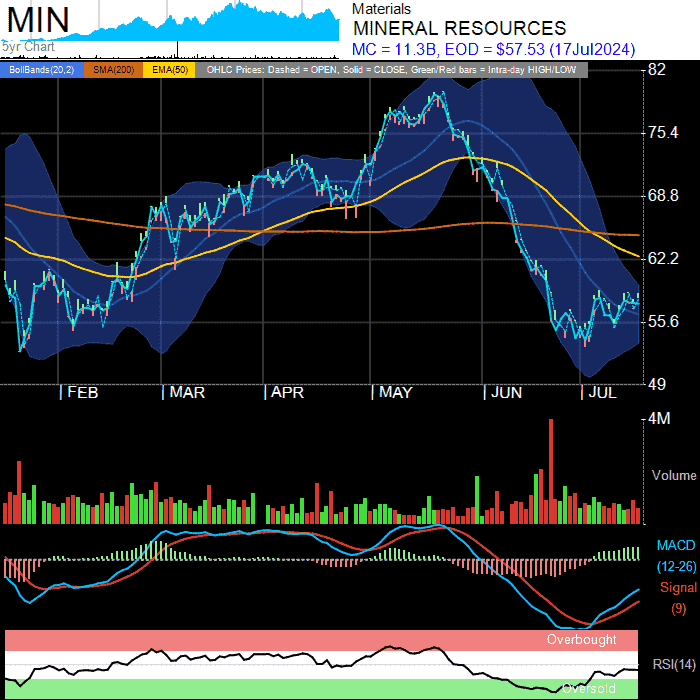 MIN
5yr Chart
Materials
MINERAL RESOURCES
MC = 11.3B, EOD = $57.53 (17Jul2024)
BollBands(20,2) SMA(200) EMA(50) OHLC Prices: Dashed = OPEN, Solid = CLOSE, Green/Red bars = Intra-day HIGH/LOW
82
75.4
68.8
62.2
55.6
49
FEB MAR APR MAY JUN JUL
4M
Volume
MACD
(12-26)
Signal
(9)
Overbought
RSI(14)
Oversold